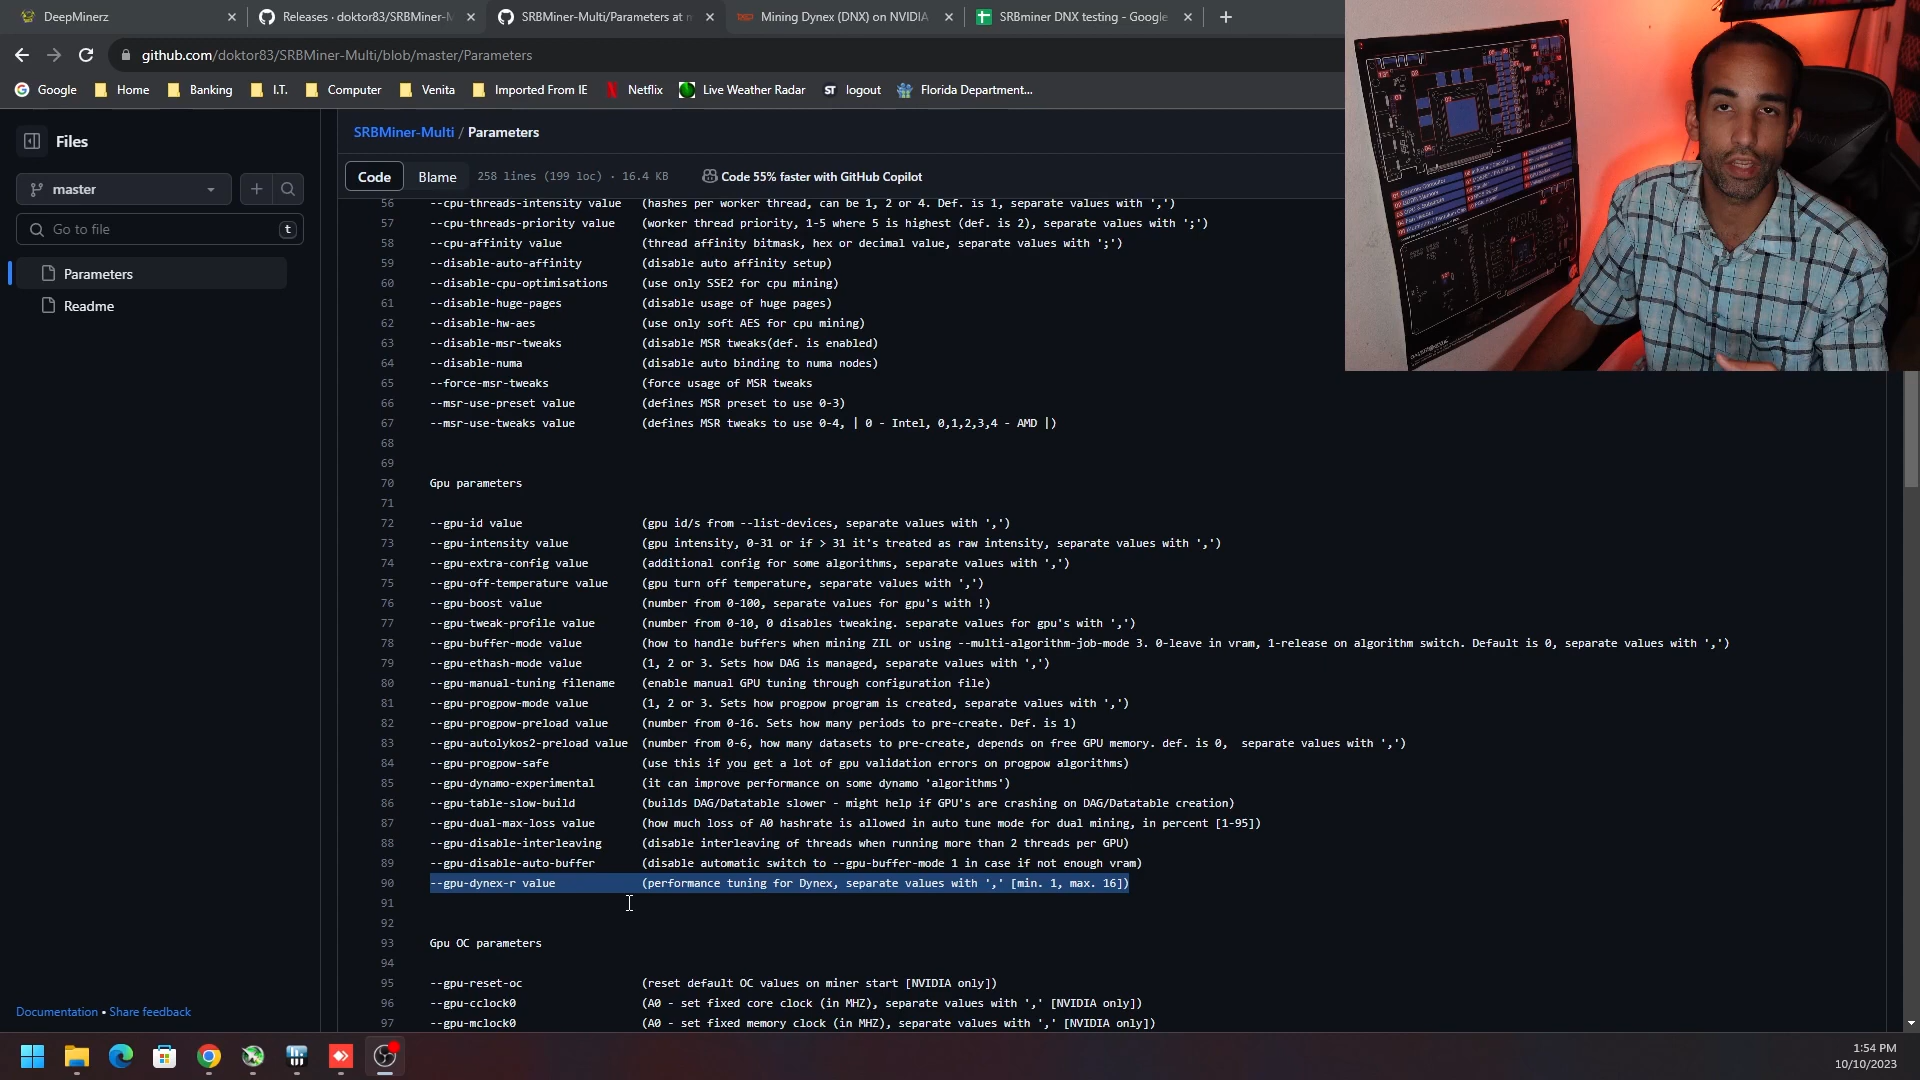 DeepMinerz
Releases · doktor83/SRBMiner-M
SRBMiner-Multi/Parameters at m
Mining Dynex (DNX) on NVIDIA
SRBminer DNX testing - Google
github.com/doktor83/SRBMiner-Multi/blob/master/Parameters
Google Home Banking I.T. Computer Venita Imported From IE Netflix Live Weather Radar ST logout Florida Department...
Files
SRBMiner-Multi / Parameters
master
Code Blame 258 lines (199 loc) · 16.4 KB Code 55% faster with GitHub Copilot
Go to file t
Parameters
Readme
56 --cpu-threads-intensity value (hashes per worker thread, can be 1, 2 or 4. Def. is 1, separate values with ',')
57 --cpu-threads-priority value (worker thread priority, 1-5 where 5 is highest (def. is 2), separate values with ';')
58 --cpu-affinity value (thread affinity bitmask, hex or decimal value, separate values with ';')
59 --disable-auto-affinity (disable auto affinity setup)
60 --disable-cpu-optimisations (use only SSE2 for cpu mining)
61 --disable-huge-pages (disable usage of huge pages)
62 --disable-hw-aes (use only soft AES for cpu mining)
63 --disable-msr-tweaks (disable MSR tweaks(def. is enabled)
64 --disable-numa (disable auto binding to numa nodes)
65 --force-msr-tweaks (force usage of MSR tweaks
66 --msr-use-preset value (defines MSR preset to use 0-3)
67 --msr-use-tweaks value (defines MSR tweaks to use 0-4, | 0 - Intel, 0,1,2,3,4 - AMD |)
68
69
70 Gpu parameters
71
72 --gpu-id value (gpu id/s from --list-devices, separate values with ',')
73 --gpu-intensity value (gpu intensity, 0-31 or if > 31 it's treated as raw intensity, separate values with ',')
74 --gpu-extra-config value (additional config for some algorithms, separate values with ',')
75 --gpu-off-temperature value (gpu turn off temperature, separate values with ',')
76 --gpu-boost value (number from 0-100, separate values for gpu's with !)
77 --gpu-tweak-profile value (number from 0-10, 0 disables tweaking. separate values for gpu's with ',')
78 --gpu-buffer-mode value (how to handle buffers when mining ZIL or using --multi-algorithm-job-mode 3. 0-leave in vram, 1-release on algorithm switch. Default is 0, separate values with ',')
79 --gpu-ethash-mode value (1, 2 or 3. Sets how DAG is managed, separate values with ',')
80 --gpu-manual-tuning filename (enable manual GPU tuning through configuration file)
81 --gpu-progpow-mode value (1, 2 or 3. Sets how progpow program is created, separate values with ',')
82 --gpu-progpow-preload value (number from 0-16. Sets how many periods to pre-create. Def. is 1)
83 --gpu-autolykos2-preload value (number from 0-6, how many datasets to pre-create, depends on free GPU memory. def. is 0, separate values with ',')
84 --gpu-progpow-safe (use this if you get a lot of gpu validation errors on progpow algorithms)
85 --gpu-dynamo-experimental (it can improve performance on some dynamo 'algorithms')
86 --gpu-table-slow-build (builds DAG/Datatable slower - might help if GPU's are crashing on DAG/Datatable creation)
87 --gpu-dual-max-loss value (how much loss of A0 hashrate is allowed in auto tune mode for dual mining, in percent [1-95])
88 --gpu-disable-interleaving (disable interleaving of threads when running more than 2 threads per GPU)
89 --gpu-disable-auto-buffer (disable automatic switch to --gpu-buffer-mode 1 in case if not enough vram)
90 --gpu-dynex-r value (performance tuning for Dynex, separate values with ',' [min. 1, max. 16])
91
92
93 Gpu OC parameters
94
95 --gpu-reset-oc (reset default OC values on miner start [NVIDIA only])
96 --gpu-cclock0 (A0 - set fixed core clock (in MHZ), separate values with ',' [NVIDIA only])
97 --gpu-mclock0 (A0 - set fixed memory clock (in MHZ), separate values with ',' [NVIDIA only])
Documentation • Share feedback
1:54 PM
10/10/2023